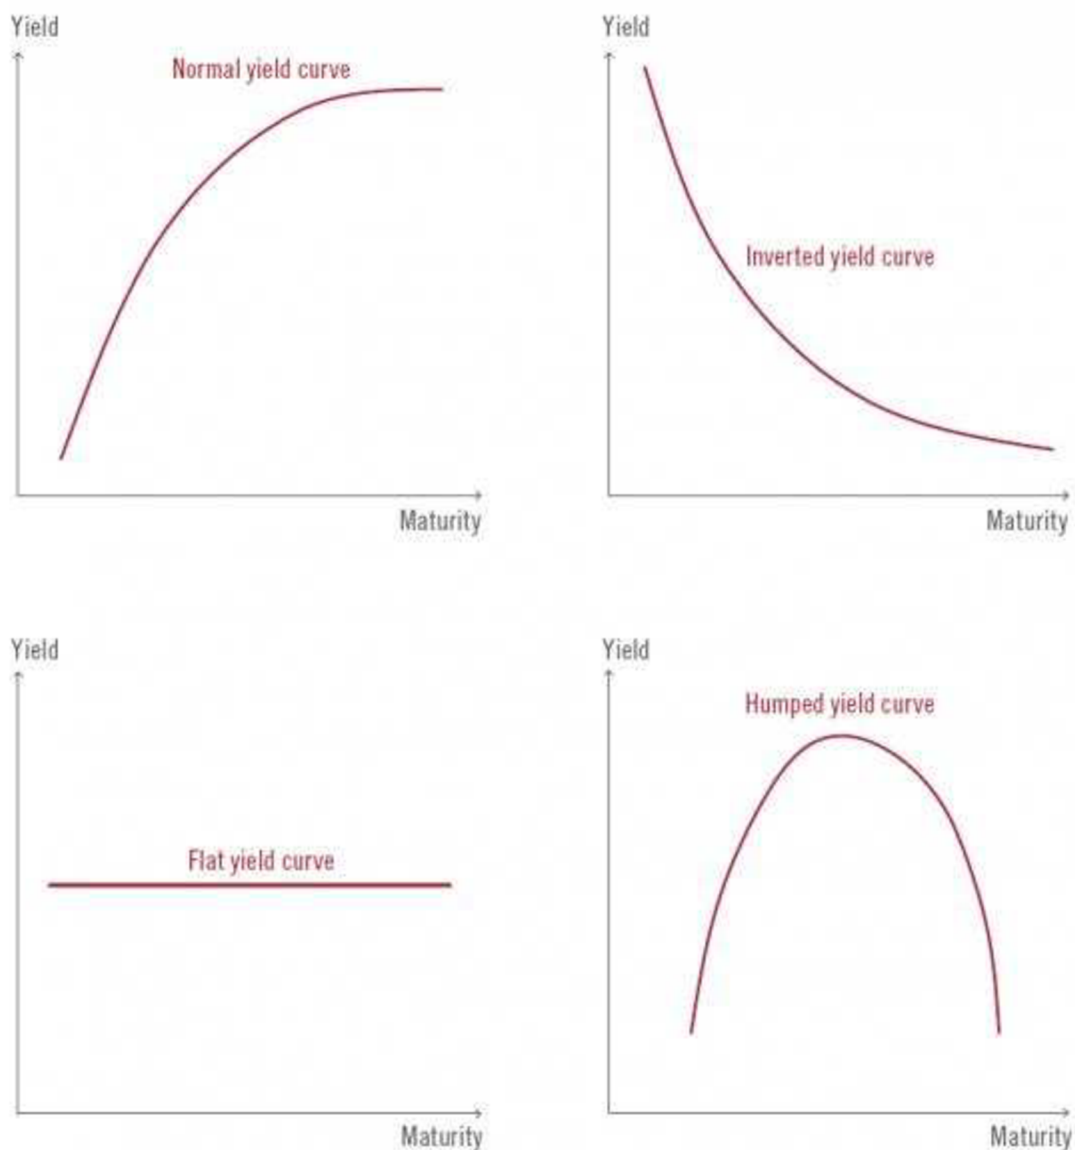 Yield
Normal yield curve
Maturity
Yield
Inverted yield curve
Maturity
Yield
Flat yield curve
Maturity
Yield
Humped yield curve
Maturity